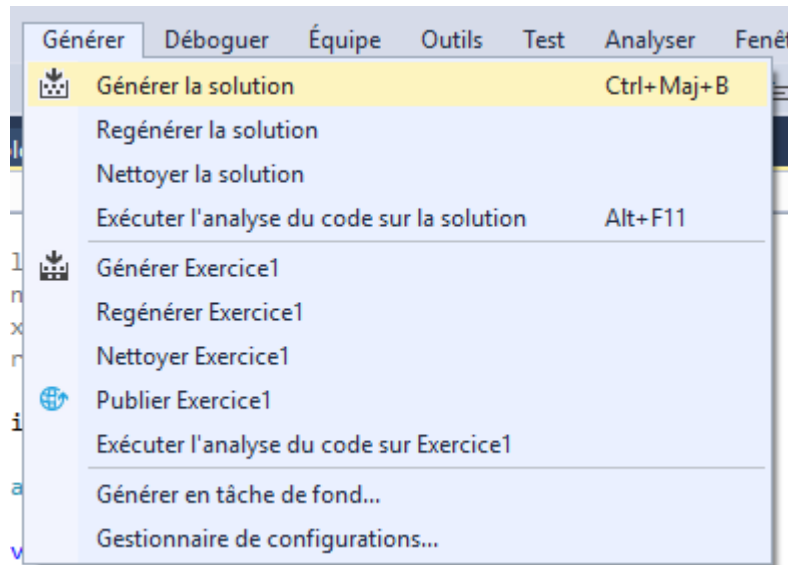 Générer Déboguer Équipe Outils Test Analyser Fenêt
Générer la solution Ctrl+Maj+B
Regénérer la solution
Nettoyer la solution
Exécuter l'analyse du code sur la solution Alt+F11
Générer Exercice1
Regénérer Exercice1
Nettoyer Exercice1
Publier Exercice1
Exécuter l'analyse du code sur Exercice1
Générer en tâche de fond...
Gestionnaire de configurations...